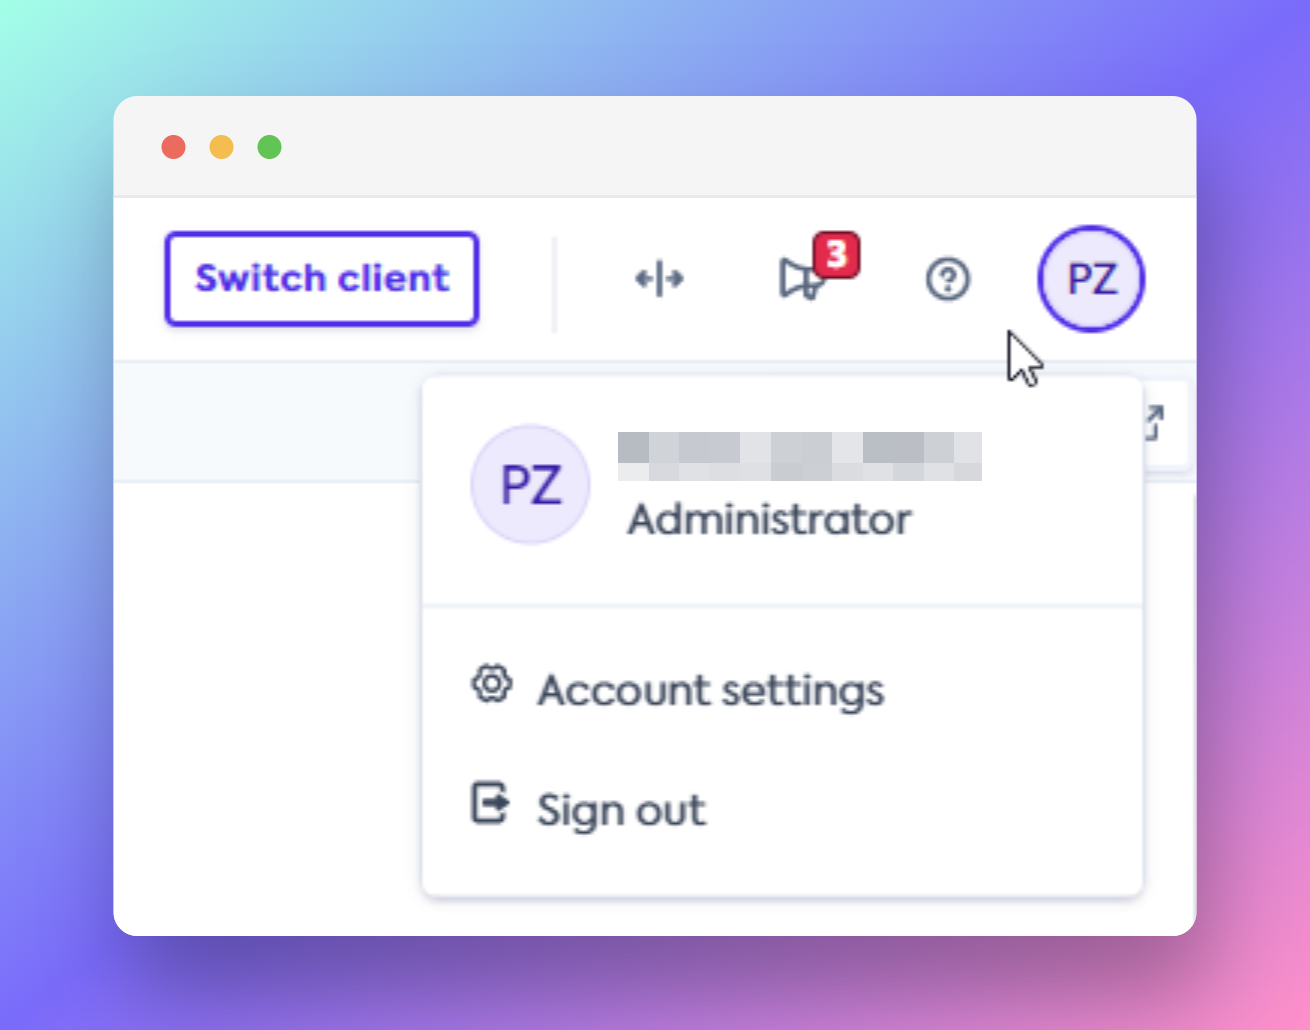 Switch client
3
PZ
PZ
Administrator
Account settings
Sign out